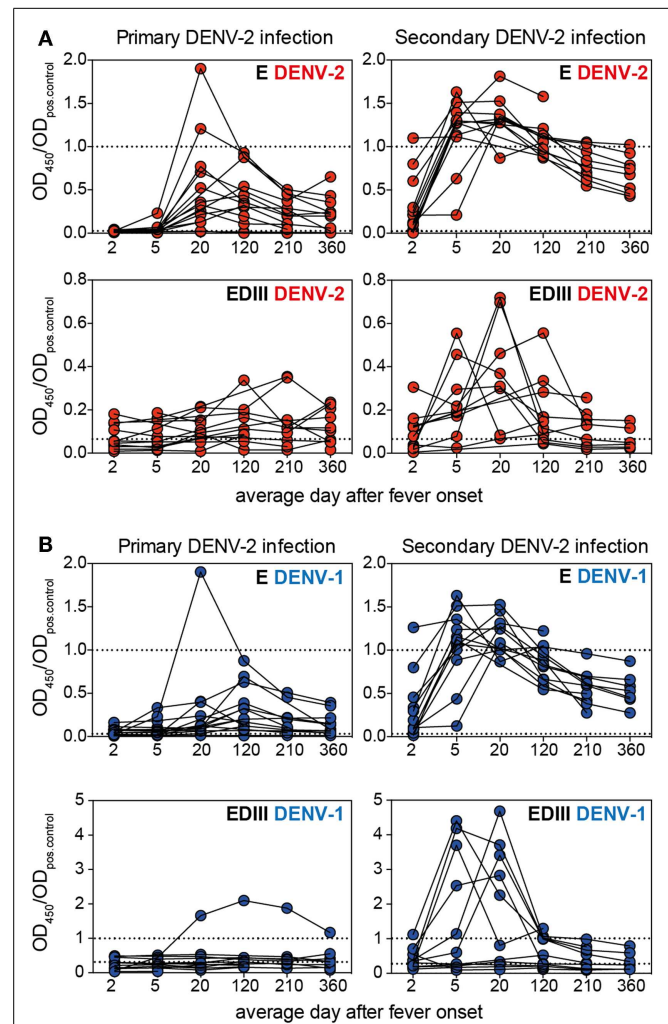 A
Primary DENV-2 infection
Secondary DENV-2 infection
E DENV-2
E DENV-2
OD450/ODpos.control
2.0
1.5
1.0
0.5
0.0
2 5 20 120 210 360
2.0
1.5
1.0
0.5
0.0
2 5 20 120 210 360
EDIII DENV-2
EDIII DENV-2
OD450/ODpos.control
0.8
0.6
0.4
0.2
0.0
2 5 20 120 210 360
0.8
0.6
0.4
0.2
0.0
2 5 20 120 210 360
average day after fever onset
B
Primary DENV-2 infection
Secondary DENV-2 infection
E DENV-1
E DENV-1
OD450/ODpos.control
2.0
1.5
1.0
0.5
0.0
2 5 20 120 210 360
2.0
1.5
1.0
0.5
0.0
2 5 20 120 210 360
EDIII DENV-1
EDIII DENV-1
OD450/ODpos.control
5
4
3
2
1
0
2 5 20 120 210 360
5
4
3
2
1
0
2 5 20 120 210 360
average day after fever onset